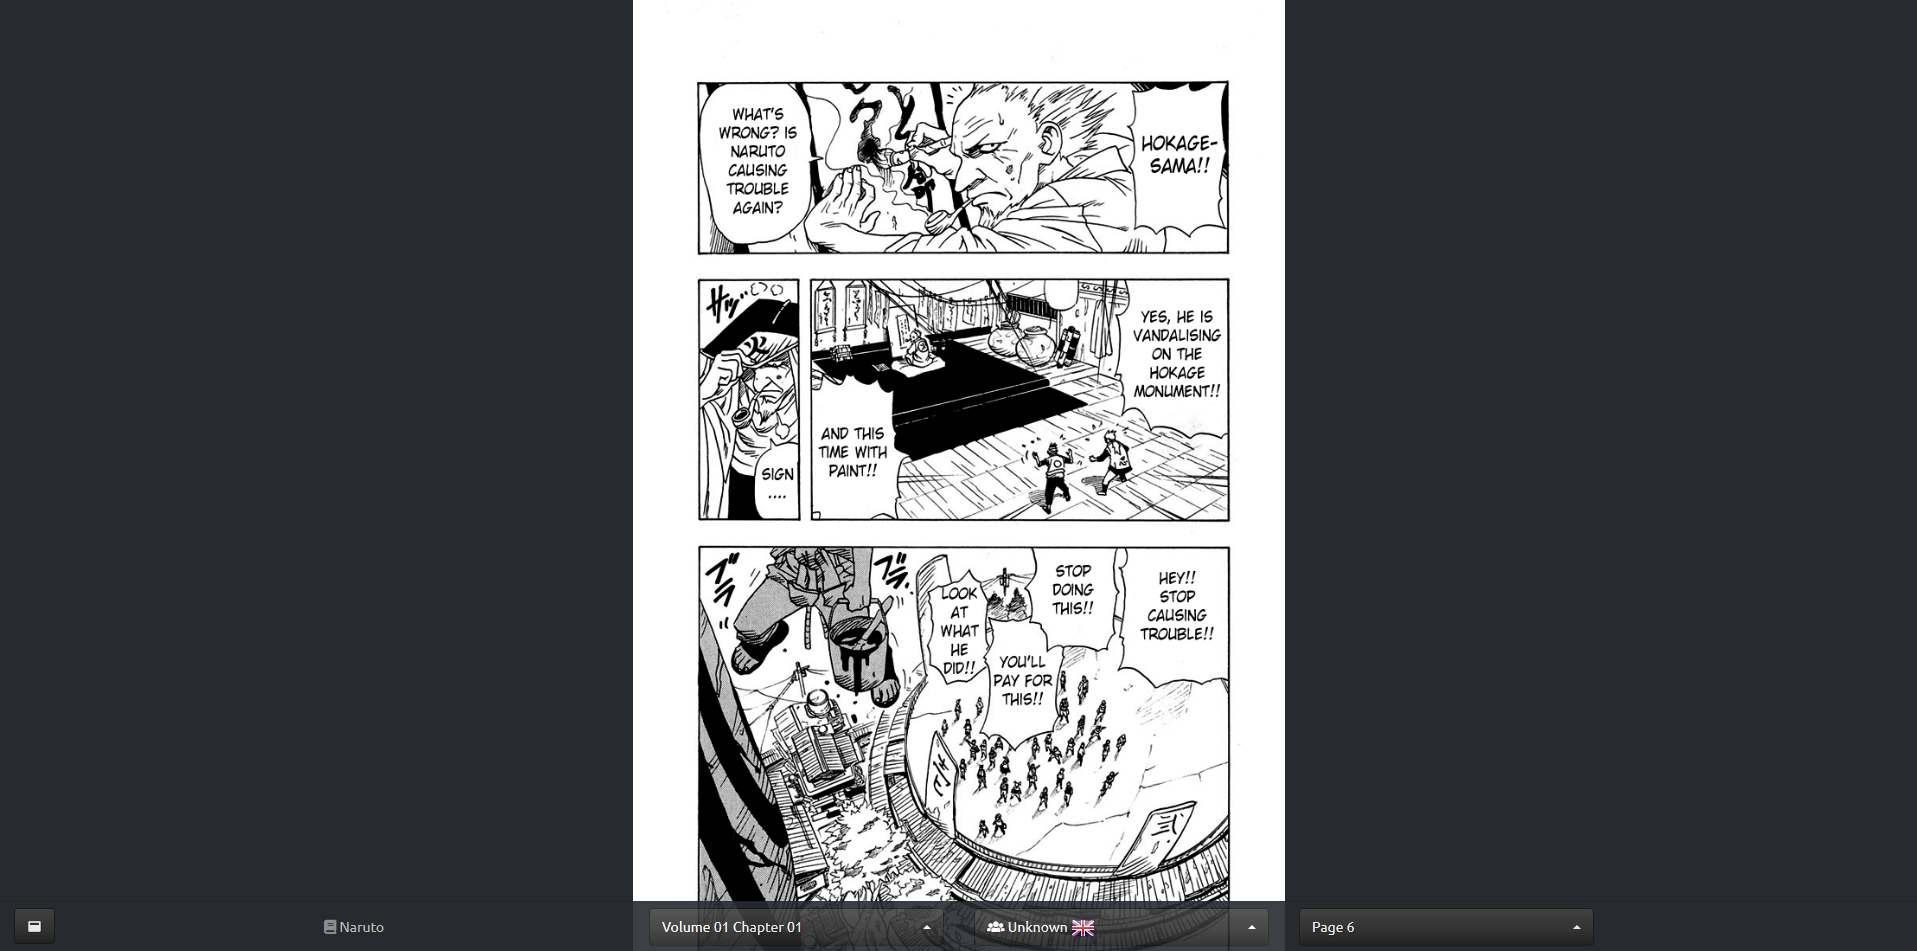 HOKAGE-
SAMA!!
WHAT'S
WRONG? IS
NARUTO
CAUSING
TROUBLE
AGAIN?
YES, HE IS
VANDALISING
ON THE
HOKAGE
MONUMENT!!
AND THIS
TIME WITH
PAINT!!
SIGN
....
HEY!!
STOP
CAUSING
TROUBLE!!
STOP
DOING
THIS!!
YOU'LL
PAY FOR
THIS!!
LOOK
AT
WHAT
HE
DID!!
Naruto
Volume 01 Chapter 01
Unknown
Page 6